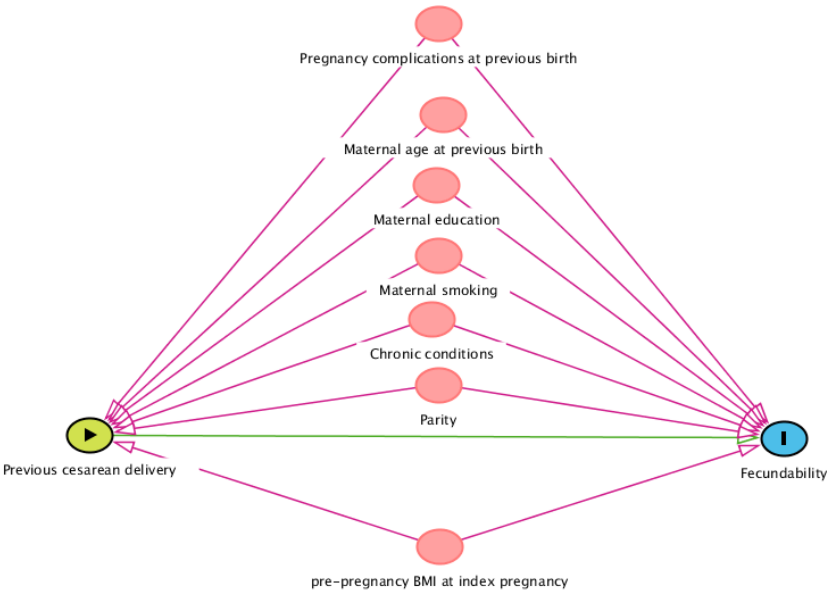 Pregnancy complications at previous birth
Maternal age at previous birth
Maternal education
Maternal smoking
Chronic conditions
Parity
Previous cesarean delivery
Fecundability
pre-pregnancy BMI at index pregnancy